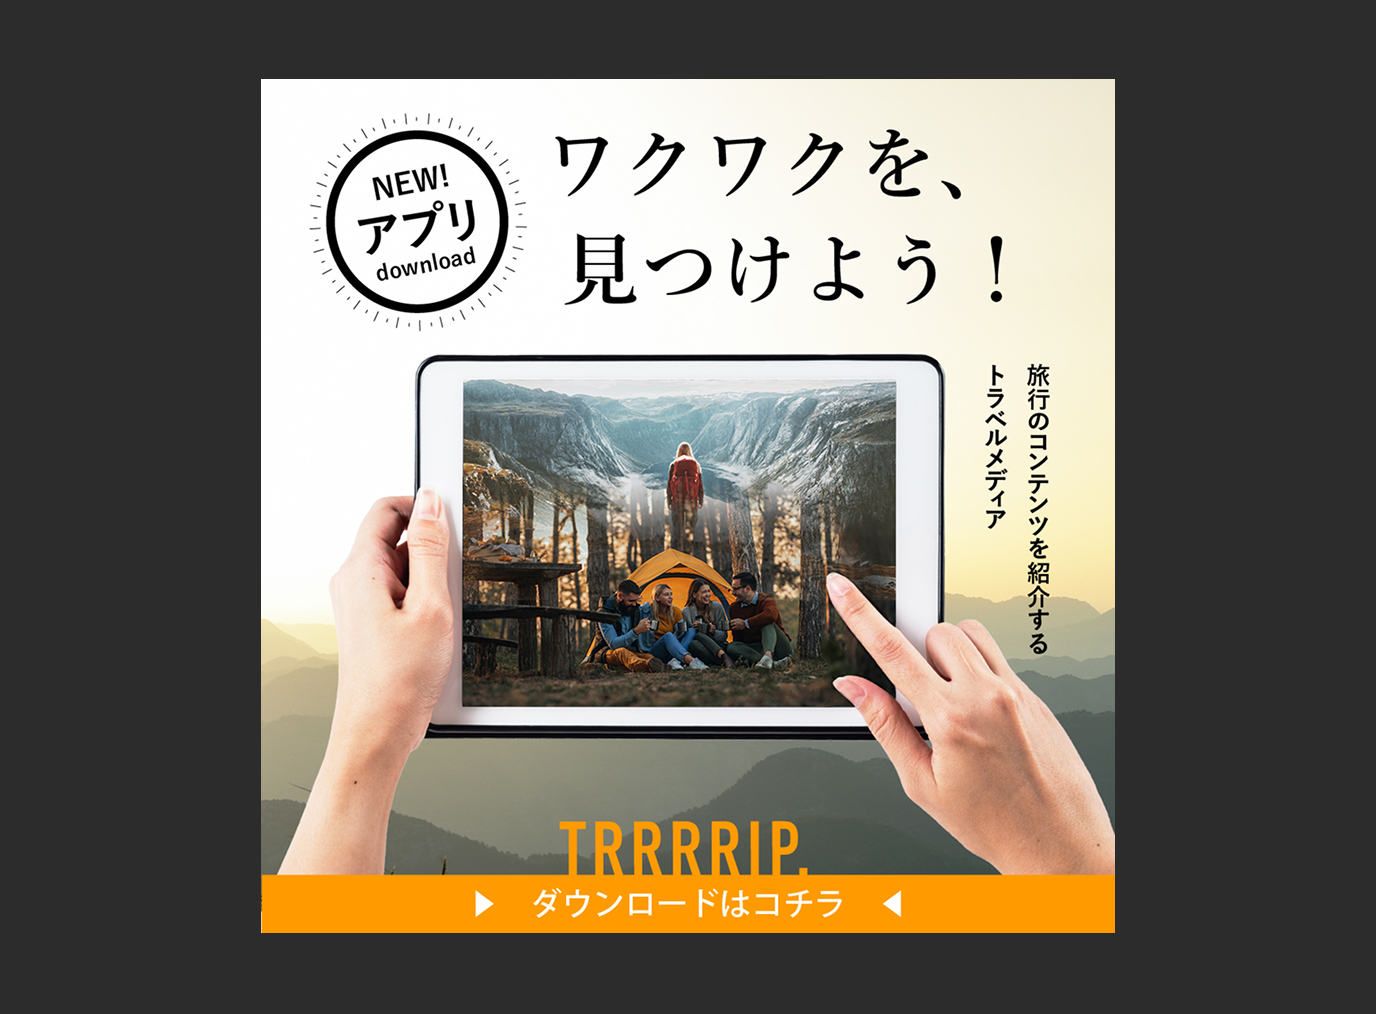 NEW!
アプリ
download
ワクワクを、
見つけよう！
旅行のコンテンツを紹介する
トラベルメディア
TRRRRIP.
ダウンロードはコチラ